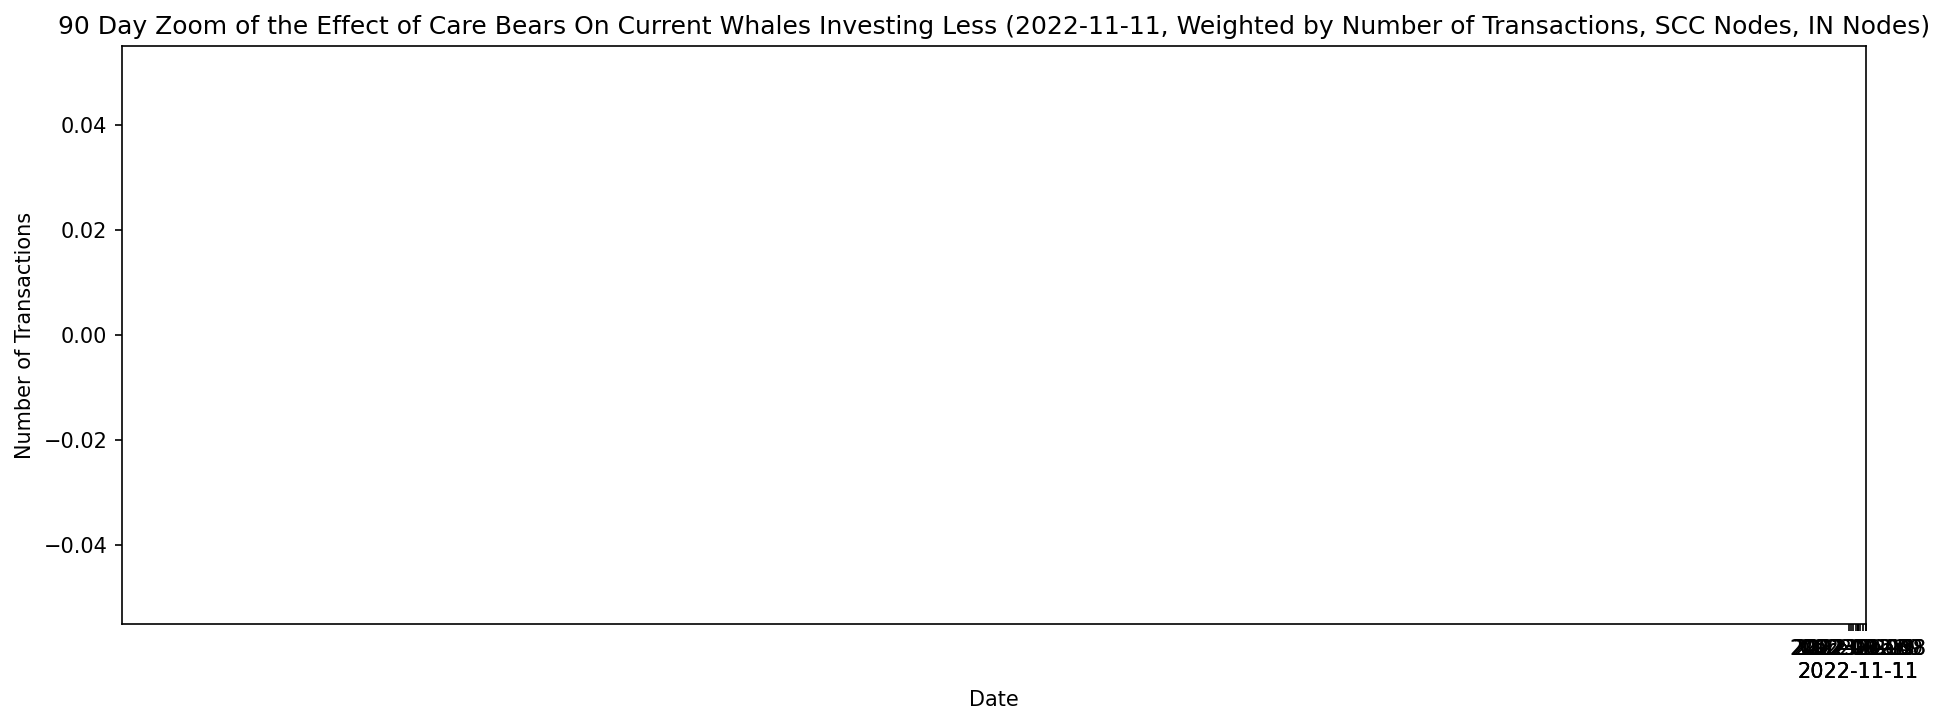 90 Day Zoom of the Effect of Care Bears On Current Whales Investing Less (2022-11-11, Weighted by Number of Transactions, SCC Nodes, IN Nodes)
0.04
0.02
0.00
−0.02
−0.04
Number of Transactions
2022-11-11
Date